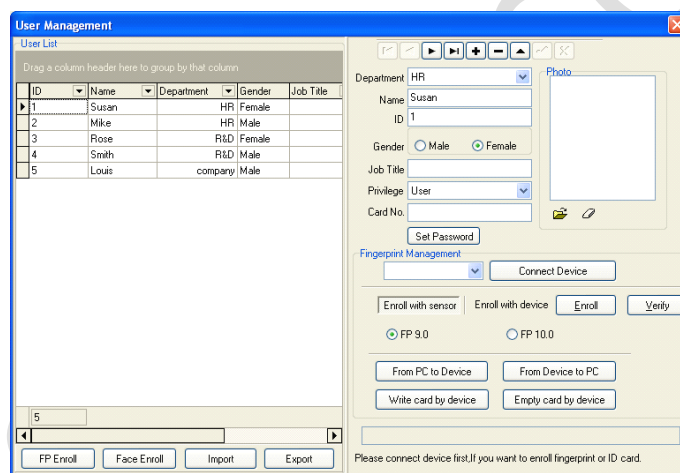 User Management
User List
Drag a column header here to group by that column
ID Name Department Gender Job Title
1 Susan HR Female
2 Mike HR Male
3 Rose R&D Female
4 Smith R&D Male
5 Louis company Male
5
FP Enroll Face Enroll Import Export
Department HR
Name Susan
ID 1
Gender Male Female
Job Title
Privilege User
Card No.
Set Password
Photo
Fingerprint Management
Connect Device
Enroll with sensor Enroll with device Enroll Verify
FP 9.0 FP 10.0
From PC to Device From Device to PC
Write card by device Empty card by device
Please connect device first,If you want to enroll fingerprint or ID card.